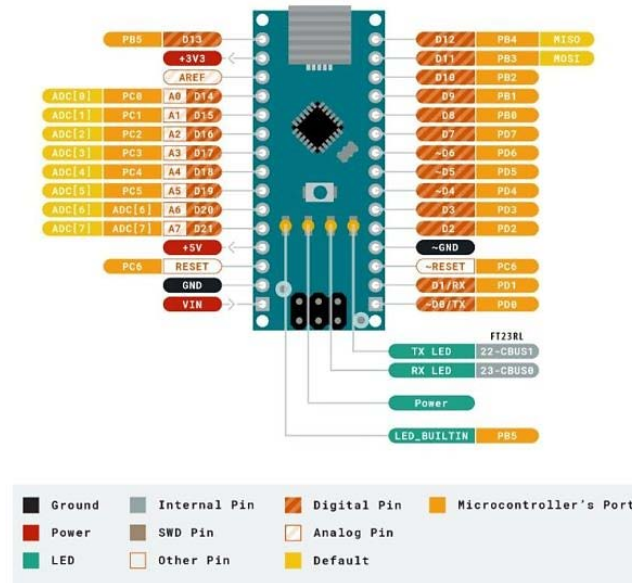 PB5 D13 D12 PB4 MISO
+3V3 D11 PB3 MOSI
AREF D10 PB2
ADC[0] PC0 A0 D14 D9 PB1
ADC[1] PC1 A1 D15 D8 PB0
ADC[2] PC2 A2 D16 D7 PD7
ADC[3] PC3 A3 D17 ~D6 PD6
ADC[4] PC4 A4 D18 ~D5 PD5
ADC[5] PC5 A5 D19 ~D4 PD4
ADC[6] ADC[6] A6 D20 D3 PD3
ADC[7] ADC[7] A7 D21 D2 PD2
+5V ~GND
PC6 RESET ~RESET PC6
GND D1/RX PD1
VIN ~D0/TX PD0
FT23RL
TX LED 22-CBUS1
RX LED 23-CBUS0
Power
LED_BUILTIN PB5
Ground Internal Pin Digital Pin Microcontroller's Port
Power SWD Pin Analog Pin
LED Other Pin Default